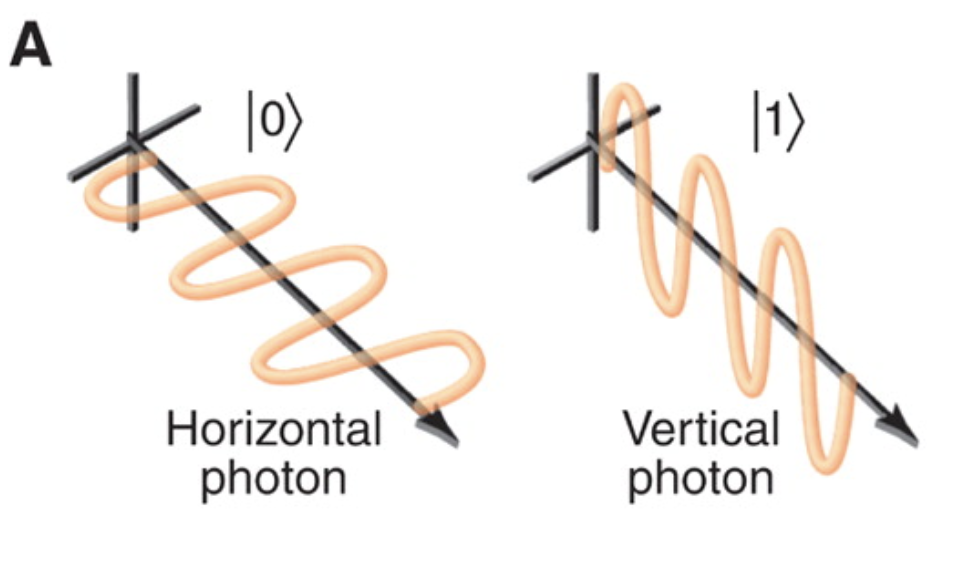 A
|0⟩
|1⟩
Horizontal
photon
Vertical
photon